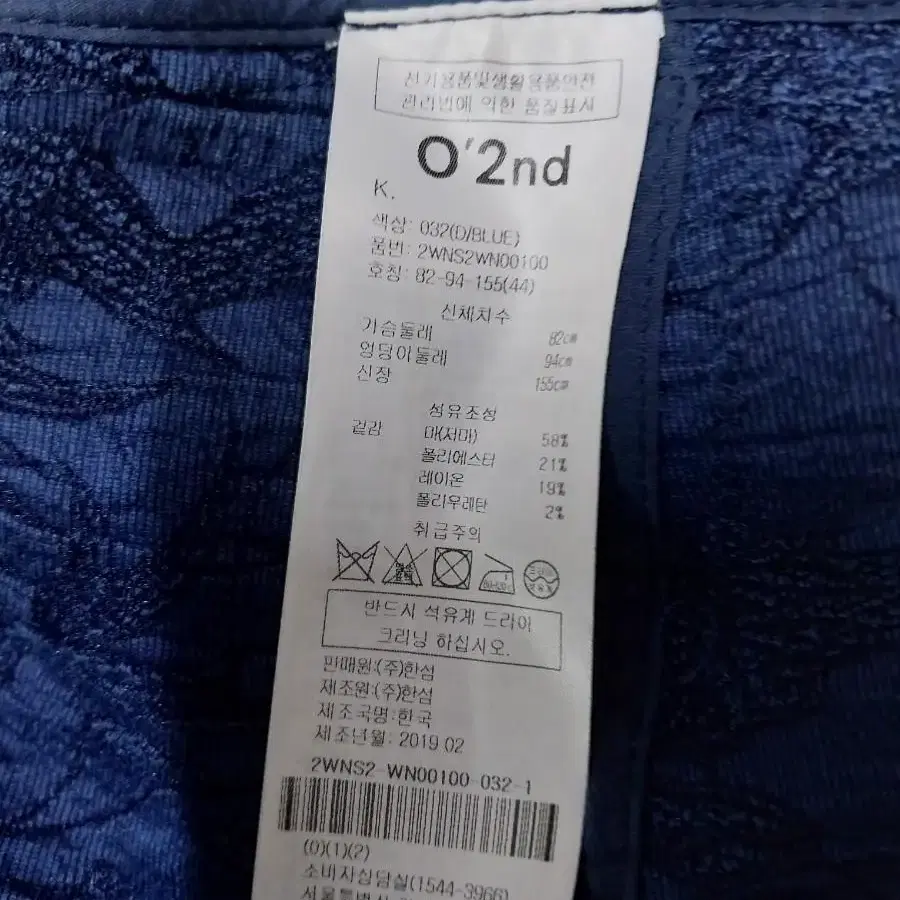 전기용품및생활용품안전
관리법에 의한 품질표시
O'2nd
K.
색상: 032(D/BLUE)
품번: 2WNS2WN00100
호칭: 82-94-155(44)
신체치수
가슴둘레 82cm
엉덩이둘레 94cm
신장 155cm
섬유조성
겉감 마(저마) 58%
폴리에스터 21%
레이온 19%
폴리우레탄 2%
취급주의
반드시 석유계 드라이
크리닝 하십시오.
판매원:(주)한섬
제조원:(주)한섬
제조국명:한국
제조년월: 2019.02
2WNS2-WN00100-032-1
(0)(1)(2)
소비자상담실(1544-3966)
서울특별시